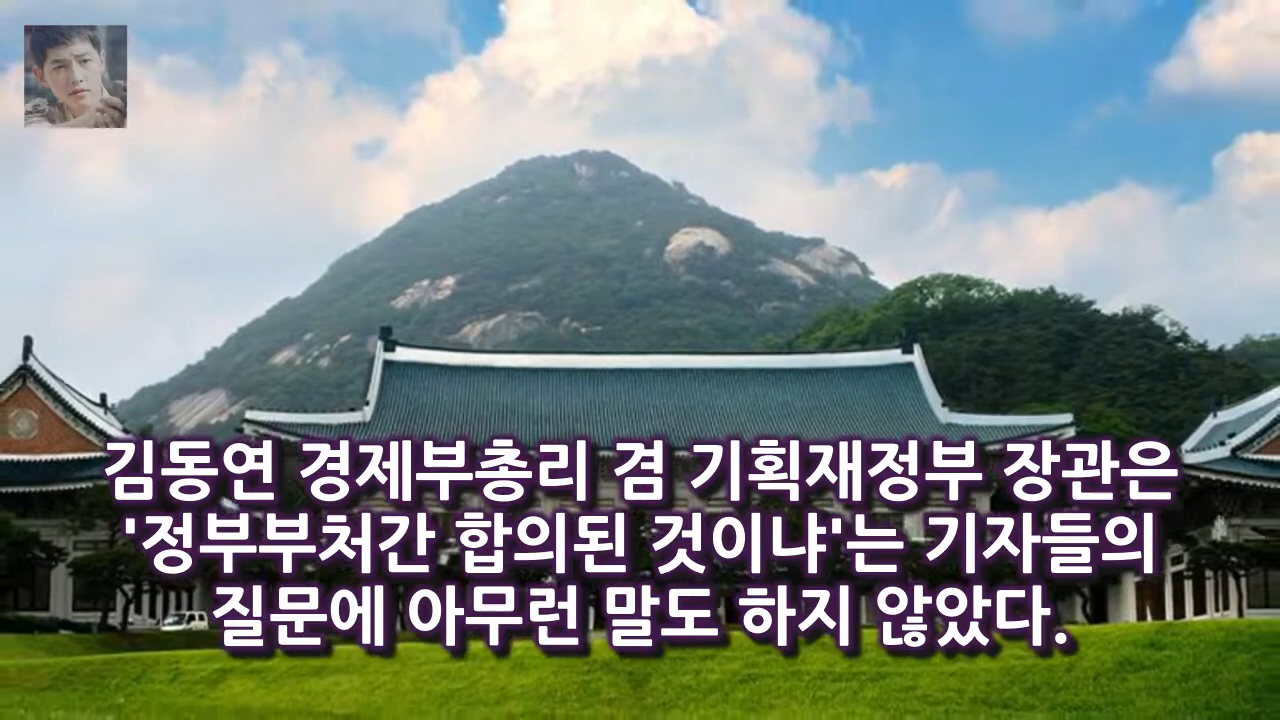 김동연 경제부총리 겸 기획재정부 장관은
'정부부처간 합의된 것이냐'는 기자들의
질문에 아무런 말도 하지 않았다.